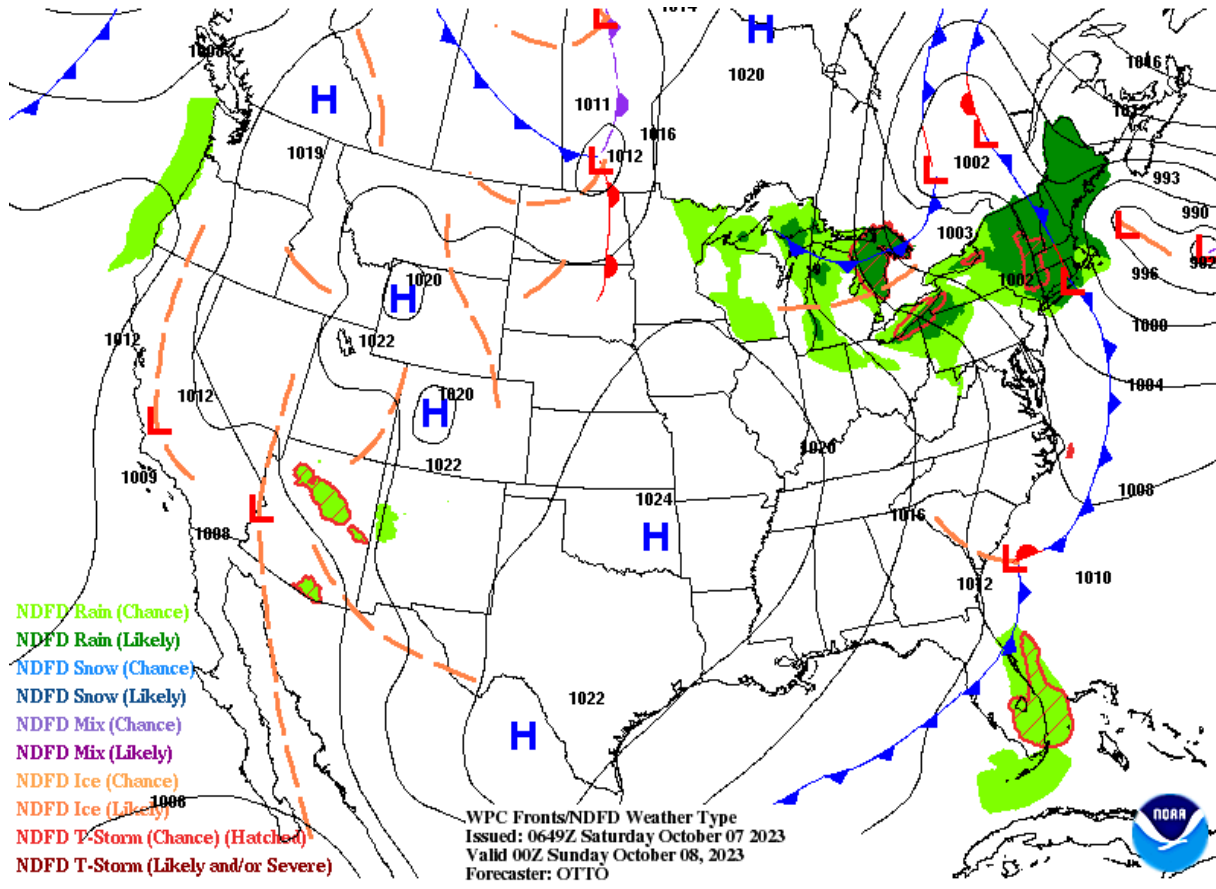 1014
1008
H
L
H
1020
1016
1011
1016
1019
L
1012
L
L
1002
993
990
L
L
982
1003
996
1002
L
1020
H
1022
1000
1012
1012
1020
H
1004
L
1020
1022
1009
1024
1008
L
1008
H
1016
L
1012
1010
1022
H
1006
NDFD Rain (Chance)
NDFD Rain (Likely)
NDFD Snow (Chance)
NDFD Snow (Likely)
NDFD Mix (Chance)
NDFD Mix (Likely)
NDFD Ice (Chance)
NDFD Ice (Likely)
NDFD T-Storm (Chance) (Hatched)
NDFD T-Storm (Likely and/or Severe)
WPC Fronts/NDFD Weather Type
Issued: 0649Z Saturday October 07 2023
Valid 00Z Sunday October 08, 2023
Forecaster: OTTO
NOAA